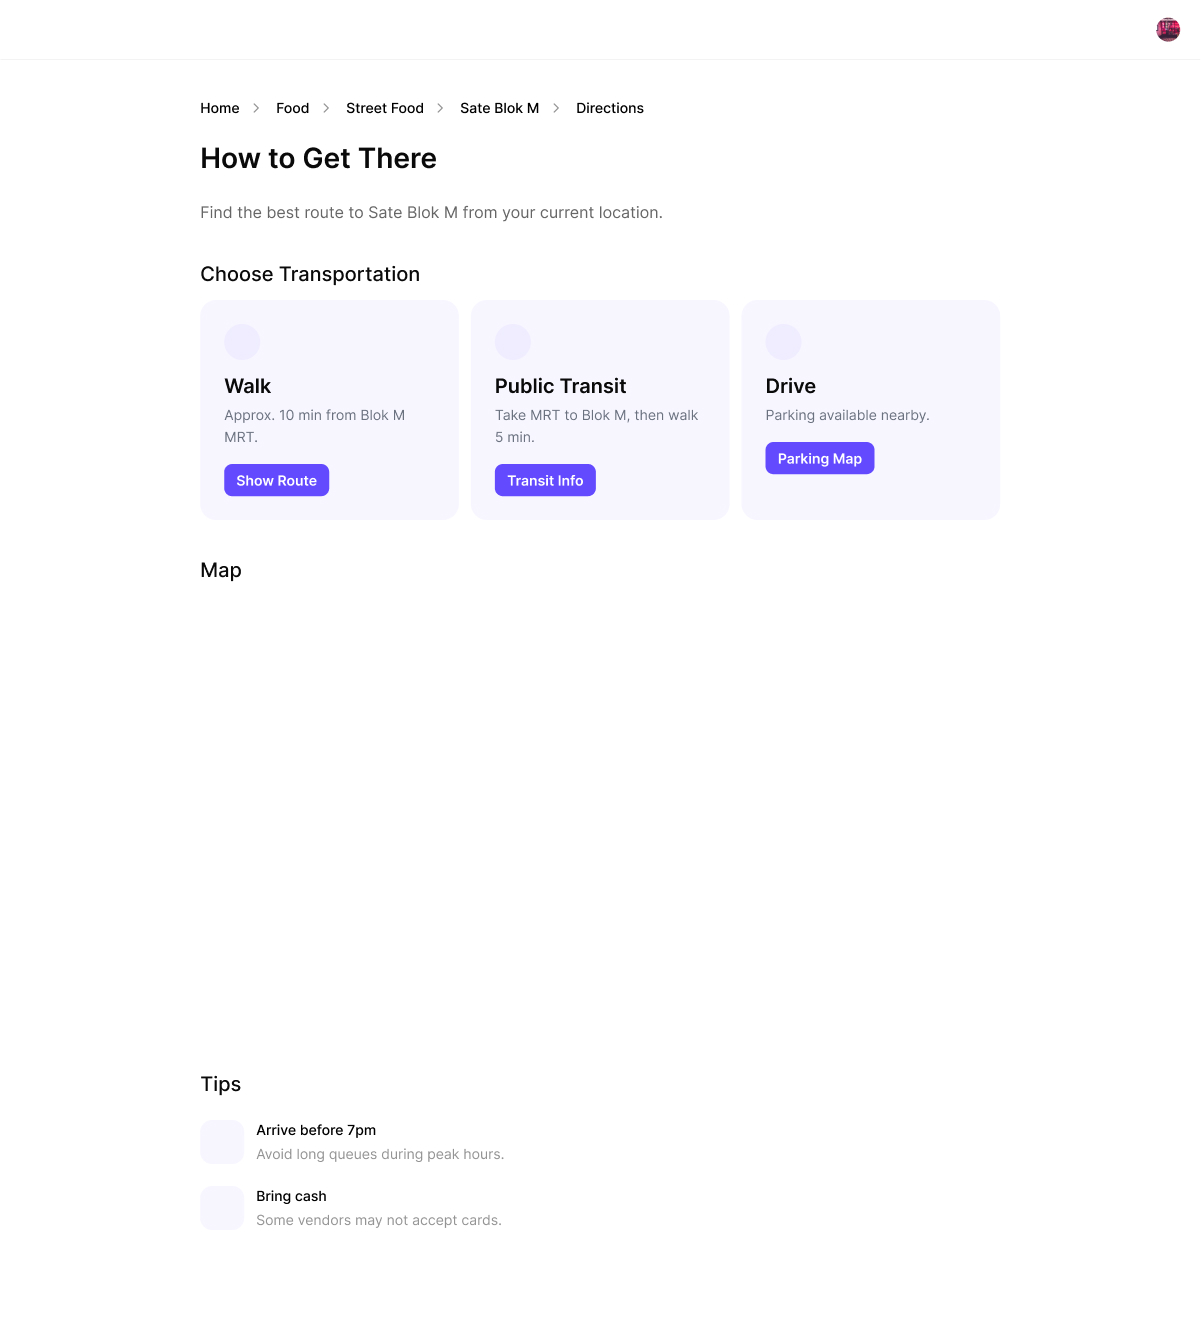 Home
Food
Street Food
Sate Blok M
Directions
How to Get There
Find the best route to Sate Blok M from your current location.
Choose Transportation
Walk
Approx. 10 min from Blok M
MRT.
Show Route
Public Transit
Take MRT to Blok M, then walk
5 min.
Transit Info
Drive
Parking available nearby.
Parking Map
Map
Tips
Arrive before 7pm
Avoid long queues during peak hours.
Bring cash
Some vendors may not accept cards.